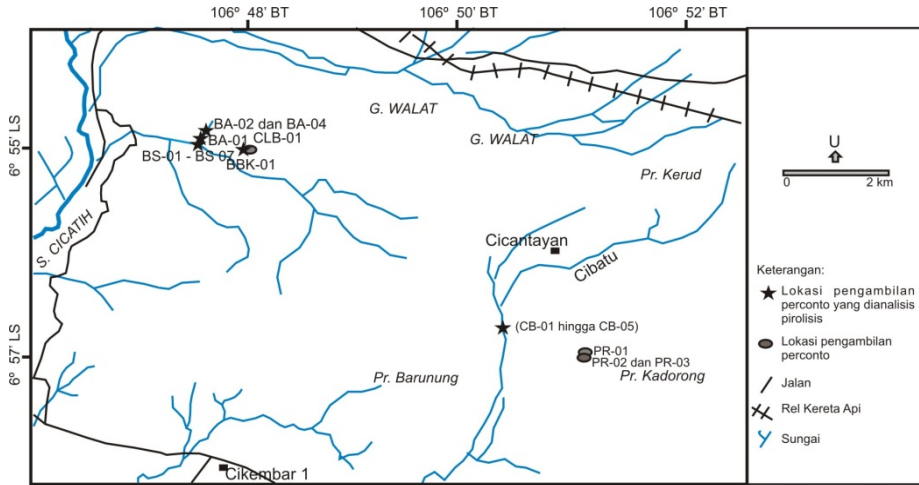 106° 48' BT
106° 50' BT
106° 52' BT
6° 55' LS
6° 57' LS
BA-02 dan BA-04
BA-01
CLB-01
BS-01 - BS 07
BBK-01
G. WALAT
G. WALAT
Pr. Kerud
S. CICATIH
Cicantayan
Cibatu
(CB-01 hingga CB-05)
PR-01
PR-02 dan PR-03
Pr. Kadorong
Pr. Barunung
Cikembar 1
U
0 2 km
Keterangan:
Lokasi pengambilan
perconto yang dianalisis
pirolisis
Lokasi pengambilan
perconto
Jalan
Rel Kereta Api
Sungai